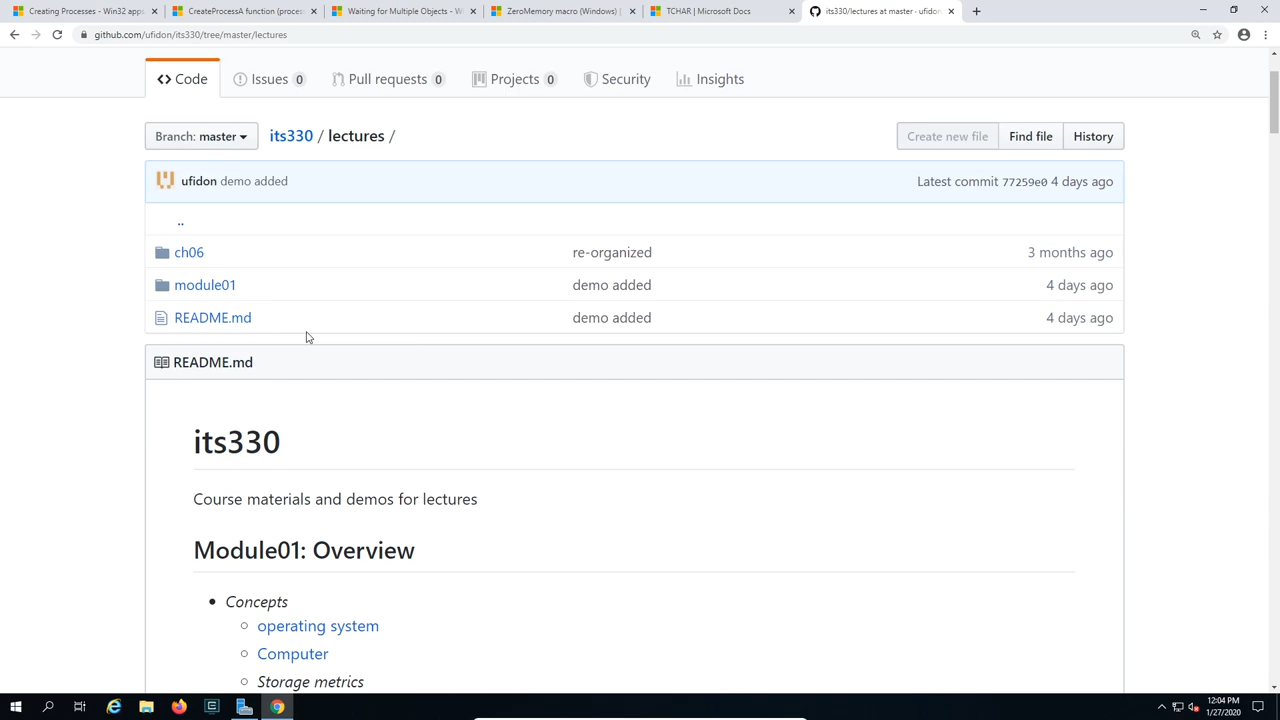 Creating Processes - Win32 apps
CreateProcessA function (proces
Waiting for Multiple Objects - W
ZeroMemory macro (Windows) |
TCHAR | Microsoft Docs
its330/lectures at master · ufidon
github.com/ufidon/its330/tree/master/lectures
Code
Issues 0
Pull requests 0
Projects 0
Security
Insights
Branch: master
its330 / lectures /
Create new file
Find file
History
ufidon demo added
Latest commit 77259e0 4 days ago
..
ch06
re-organized
3 months ago
module01
demo added
4 days ago
README.md
demo added
4 days ago
README.md
its330
Course materials and demos for lectures
Module01: Overview
Concepts
operating system
Computer
Storage metrics
12:04 PM
1/27/2020